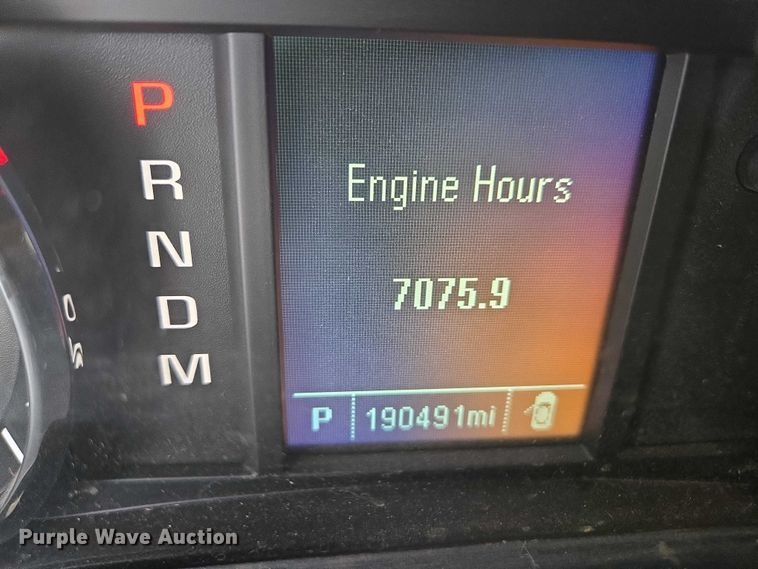 P
R
N
D
M
Engine Hours
7075.9
P 190491mi
Purple Wave Auction®